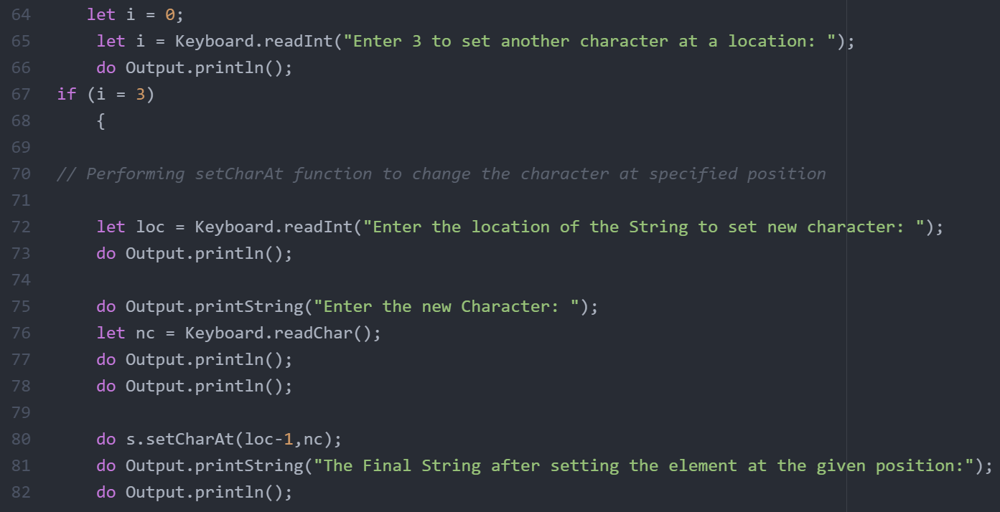 64 let i = 0;
65 let i = Keyboard.readInt("Enter 3 to set another character at a location: ");
66 do Output.println();
67 if (i = 3)
68 {
69
70 // Performing setCharAt function to change the character at specified position
71
72 let loc = Keyboard.readInt("Enter the location of the String to set new character: ");
73 do Output.println();
74
75 do Output.printString("Enter the new Character: ");
76 let nc = Keyboard.readChar();
77 do Output.println();
78 do Output.println();
79
80 do s.setCharAt(loc-1,nc);
81 do Output.printString("The Final String after setting the element at the given position:");
82 do Output.println();